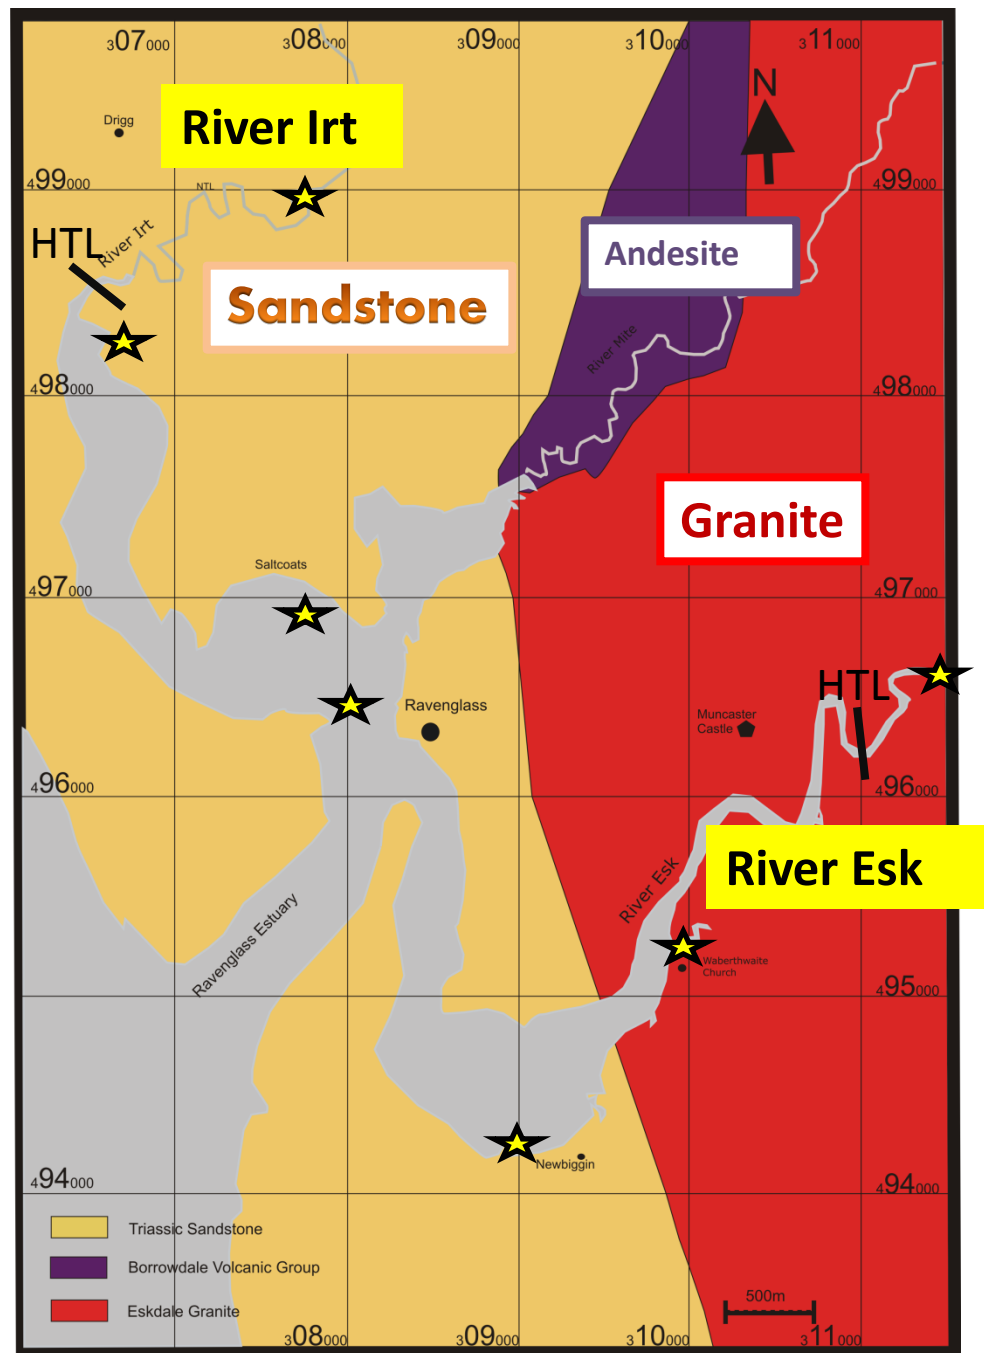 307000 308000 309000 310000 311000
N
River Irt
Drigg
499000 499000
NTL
HTL
River Irt
Andesite
Sandstone
River Mite
498000 498000
Granite
Saltcoats
497000 497000
HTL
Ravenglass
Muncaster
Castle
496000 496000
River Esk
River Esk
Ravenglass Estuary
Waberthwaite
Church
495000 495000
Newbiggin
494000 494000
Triassic Sandstone
Borrowdale Volcanic Group
Eskdale Granite
500m
308000 309000 310000 311000